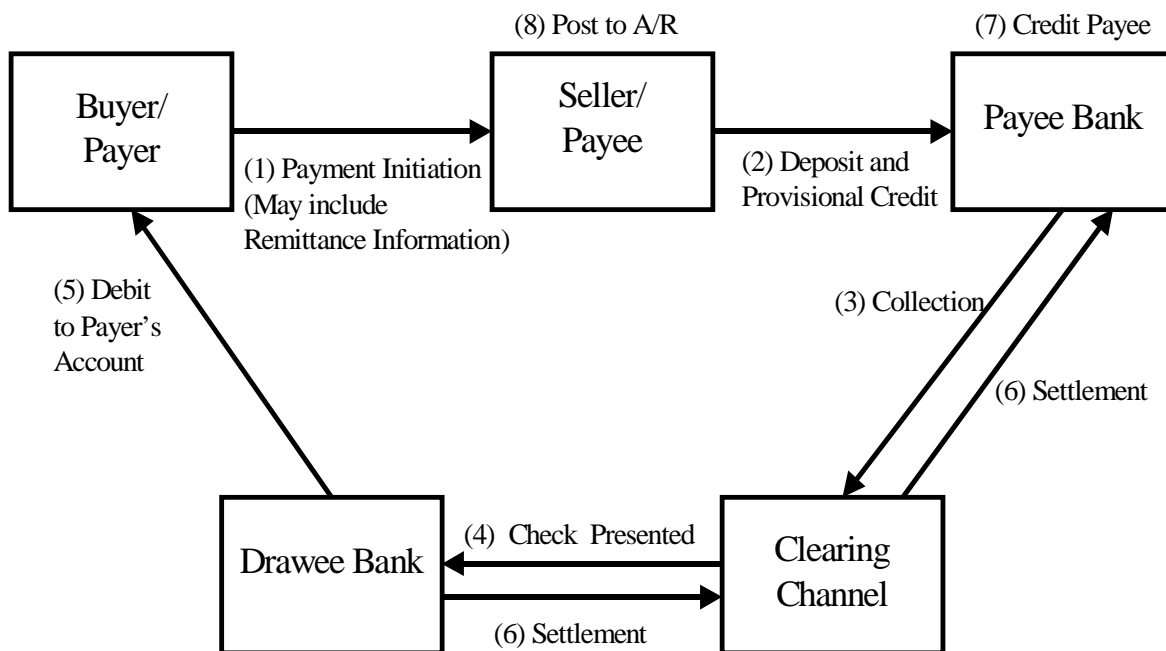 (8) Post to A/R
(7) Credit Payee
Buyer/
Payer
Seller/
Payee
Payee Bank
(1) Payment Initiation
(May include
Remittance Information)
(2) Deposit and
Provisional Credit
(5) Debit
to Payer’s
Account
(3) Collection
(6) Settlement
Drawee Bank
(4) Check Presented
(6) Settlement
Clearing
Channel